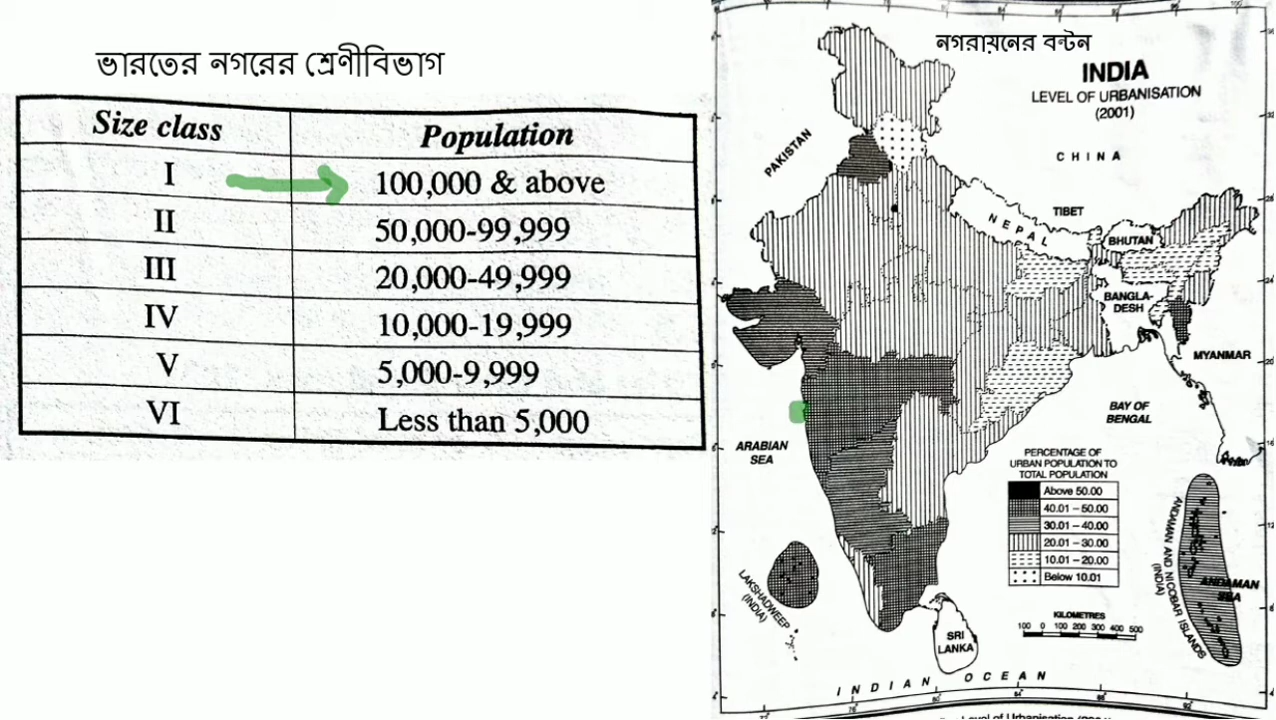 ভারতের নগরের শ্রেণীবিভাগ
Size class Population
I 100,000 & above
II 50,000-99,999
III 20,000-49,999
IV 10,000-19,999
V 5,000-9,999
VI Less than 5,000
নগরায়নের বন্টন
INDIA
LEVEL OF URBANISATION
(2001)
PAKISTAN
CHINA
TIBET
NEPAL
BHUTAN
BANGLA-
DESH
MYANMAR
BAY OF
BENGAL
ARABIAN
SEA
PERCENTAGE OF
URBAN POPULATION TO
TOTAL POPULATION
Above 50.00
40.01 – 50.00
30.01 – 40.00
20.01 – 30.00
10.01 – 20.00
Below 10.01
ANDAMAN AND NICOBAR ISLANDS
(INDIA)
ANDAMAN
SEA
LAKSHADWEEP
(INDIA)
KILOMETRES
100 0 100 200 300 400 500
SRI
LANKA
INDIAN OCEAN
Level of Urbanisation